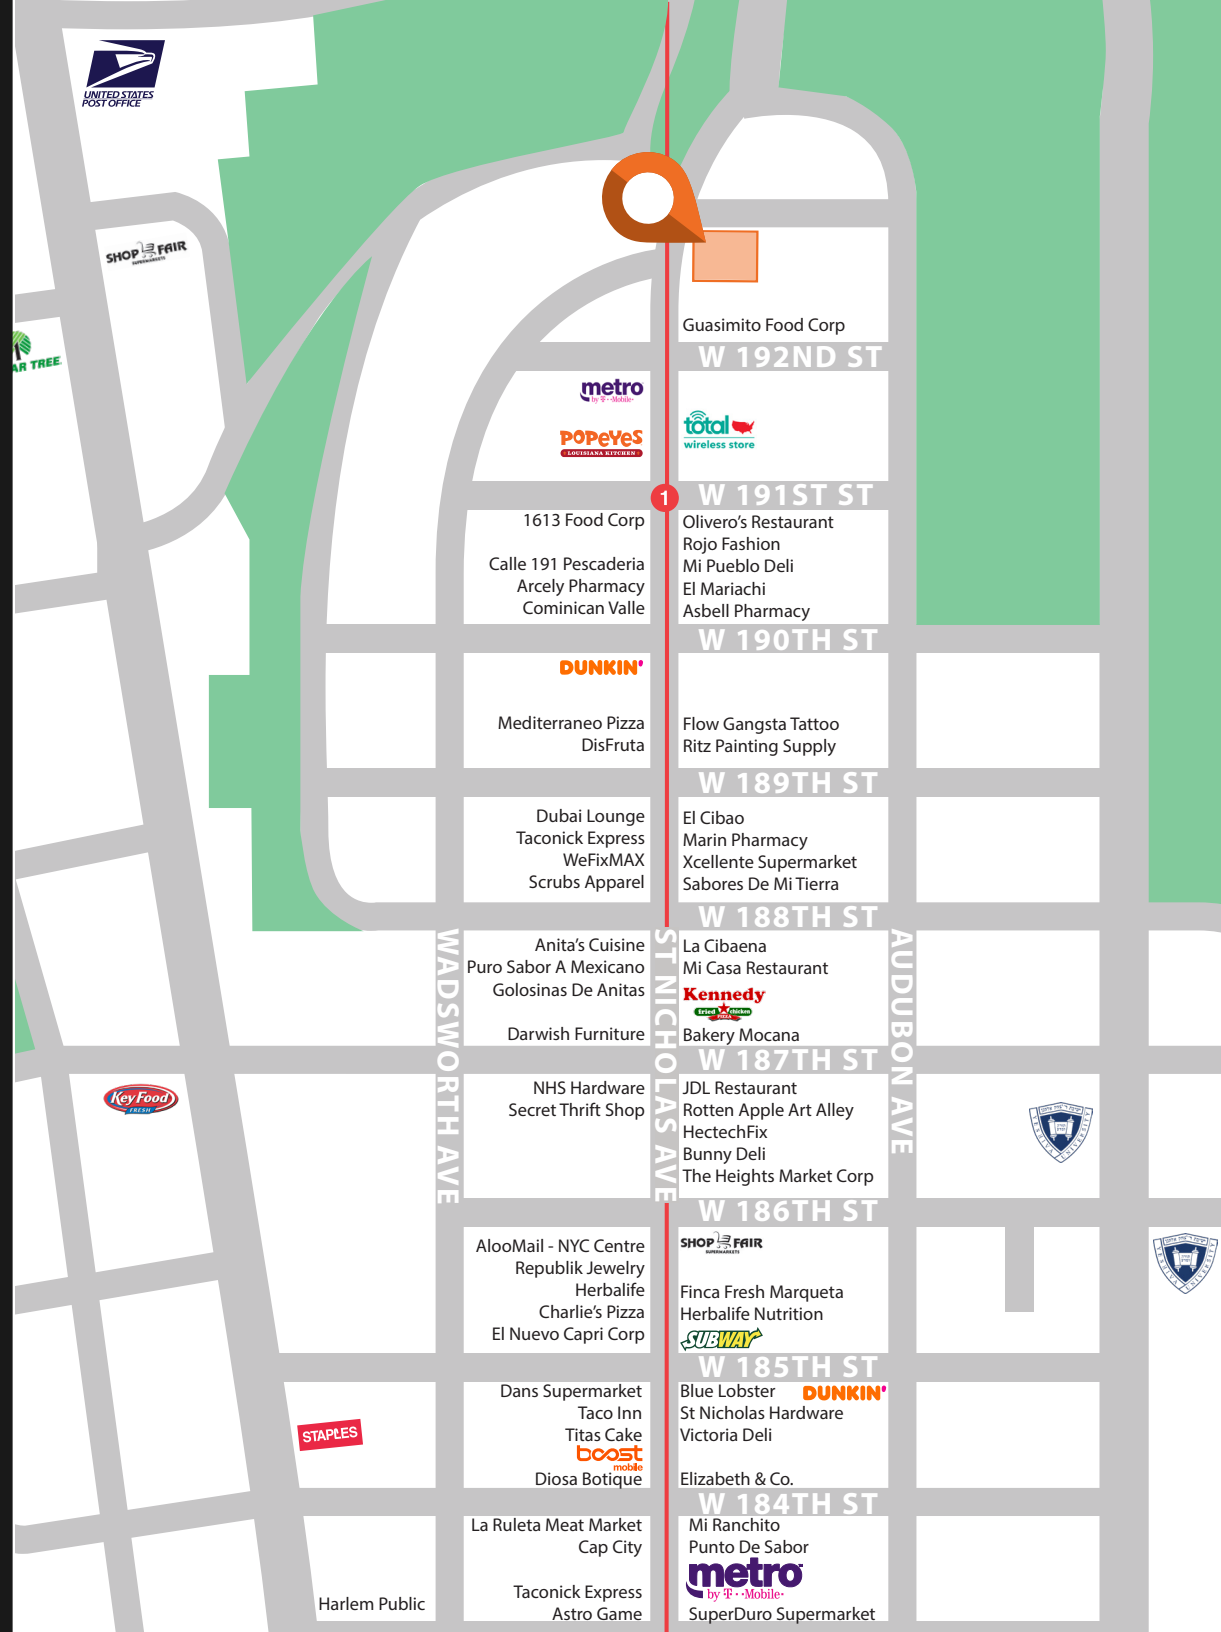 UNITED STATES
POST OFFICE
SHOP FAIR
SUPERMARKETS
AR TREE
Guasimito Food Corp
W 192ND ST
metro
by T-Mobile
POPEYES
LOUISIANA KITCHEN
total
wireless store
1
W 191ST ST
1613 Food Corp
Calle 191 Pescaderia
Arcely Pharmacy
Cominican Valle
Olivero's Restaurant
Rojo Fashion
Mi Pueblo Deli
El Mariachi
Asbell Pharmacy
W 190TH ST
DUNKIN'
Mediterraneo Pizza
DisFruta
Flow Gangsta Tattoo
Ritz Painting Supply
W 189TH ST
Dubai Lounge
Taconick Express
WeFixMAX
Scrubs Apparel
El Cibao
Marin Pharmacy
Xcellente Supermarket
Sabores De Mi Tierra
W 188TH ST
WADSWORTH AVE
ST NICHOLAS AVE
AUDUBON AVE
Anita's Cuisine
Puro Sabor A Mexicano
Golosinas De Anitas
Darwish Furniture
La Cibaena
Mi Casa Restaurant
Kennedy
fried chicken
PIZZA
Bakery Mocana
W 187TH ST
KeyFood
FRESH
NHS Hardware
Secret Thrift Shop
JDL Restaurant
Rotten Apple Art Alley
HectechFix
Bunny Deli
The Heights Market Corp
YESHIVA UNIVERSITY
W 186TH ST
AlooMail - NYC Centre
Republik Jewelry
Herbalife
Charlie's Pizza
El Nuevo Capri Corp
SHOP FAIR
SUPERMARKETS
Finca Fresh Marqueta
Herbalife Nutrition
SUBWAY
YESHIVA UNIVERSITY
W 185TH ST
STAPLES
Dans Supermarket
Taco Inn
Titas Cake
boost
mobile
Diosa Botique
Blue Lobster DUNKIN'
St Nicholas Hardware
Victoria Deli
Elizabeth & Co.
W 184TH ST
Harlem Public
La Ruleta Meat Market
Cap City
Taconick Express
Astro Game
Mi Ranchito
Punto De Sabor
metro
by T-Mobile
SuperDuro Supermarket